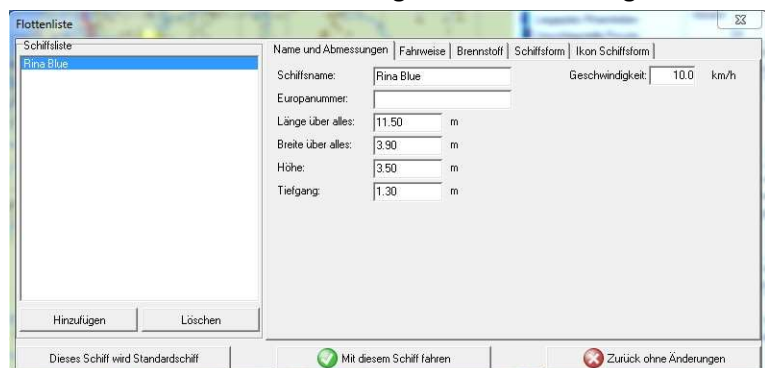 Flottenliste
Schiffsliste
Rina Blue
Hinzufügen Löschen
Name und Abmessungen Fahrweise Brennstoff Schiffsform Ikon Schiffsform
Schiffsname: Rina Blue Geschwindigkeit: 10.0 km/h
Europanummer:
Länge über alles: 11.50 m
Breite über alles: 3.90 m
Höhe: 3.50 m
Tiefgang: 1.30 m
Dieses Schiff wird Standardschiff Mit diesem Schiff fahren Zurück ohne Änderungen